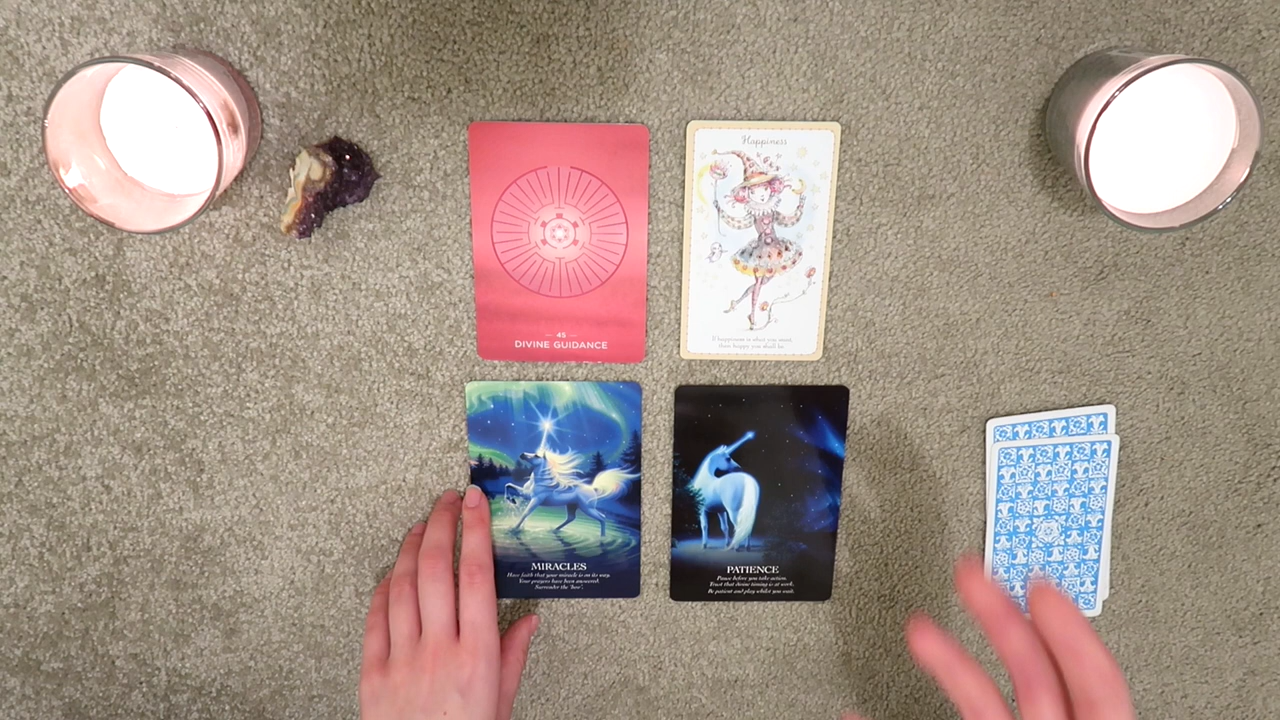 Happiness
If happiness is what you want,
then happy you shall be.
45
DIVINE GUIDANCE
MIRACLES
Have faith that your miracle is on its way.
Your prayers have been answered.
Surrender the 'how'.
PATIENCE
Pause before you take action.
Trust that divine timing is at work.
Be patient and play whilst you wait.